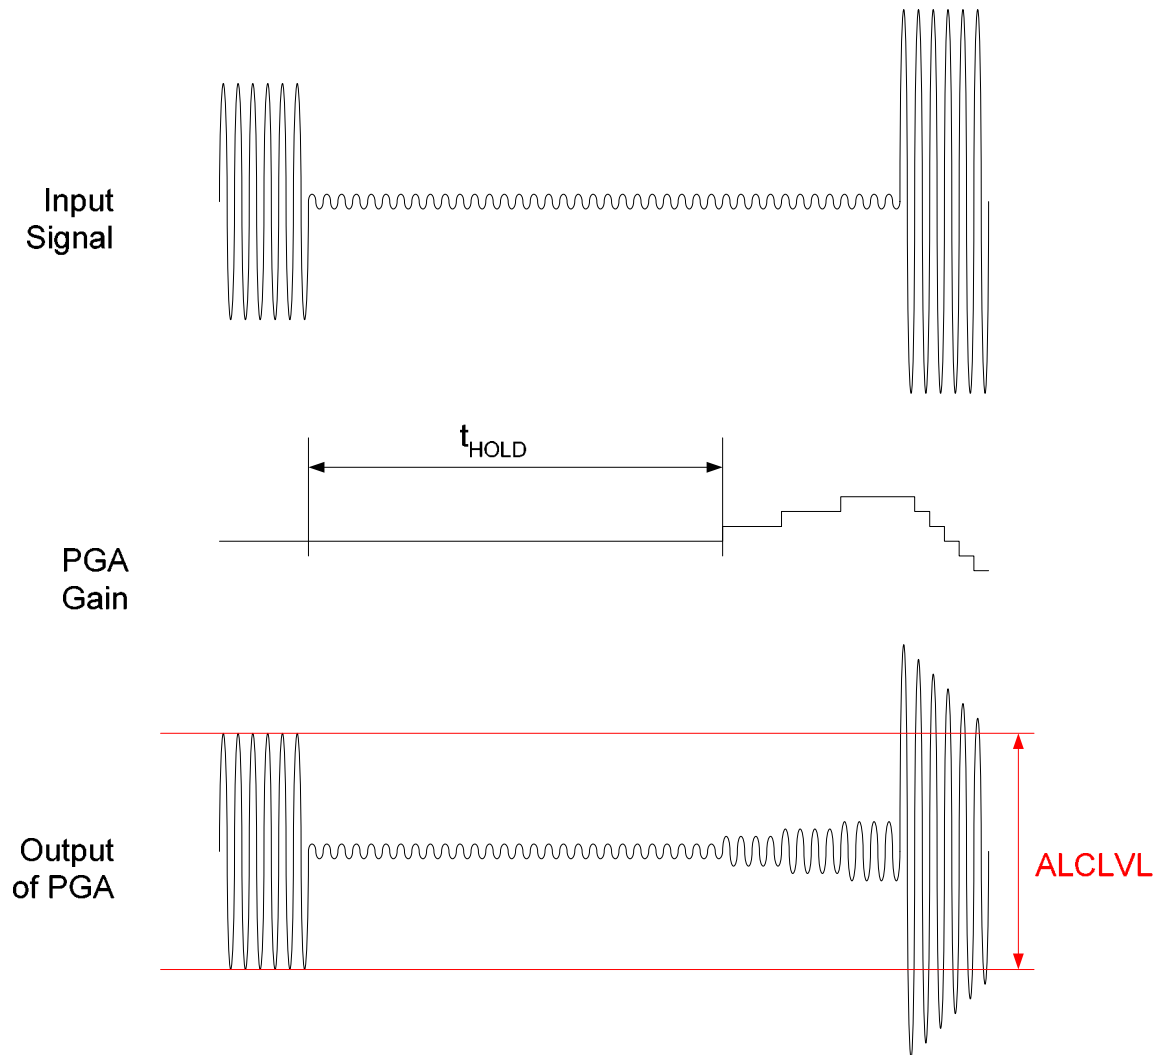 Input
Signal
tHOLD
PGA
Gain
Output
of PGA
ALCLVL